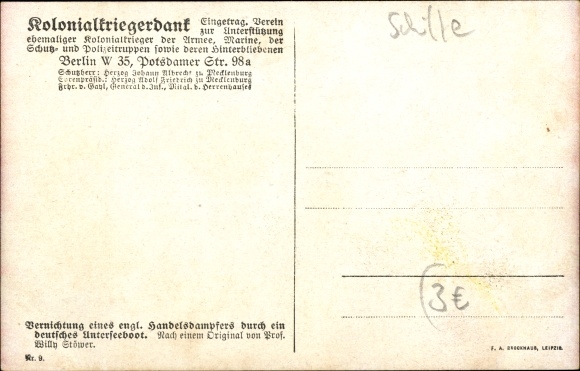 Kolonialkriegerdank Eingetrag. Verein
zur Unterstützung
ehemaliger Kolonialkrieger der Armee, Marine, der
Schutz- und Polizeitruppen sowie deren Hinterbliebenen
Berlin W 35, Potsdamer Str. 98a
Schutzherr: Herzog Johann Albrecht zu Mecklenburg
Ehrenpräsid.: Herzog Adolf Friedrich zu Mecklenburg
Frhr. v. Gayl, General d. Inf., Mitgl. d. Herrenhauses
Schiffe
3€
Vernichtung eines engl. Handelsdampfers durch ein
deutsches Unterseeboot. Nach einem Original von Prof.
Willy Stöwer.
Nr. 9.
F. A. BROCKHAUS, LEIPZIG.